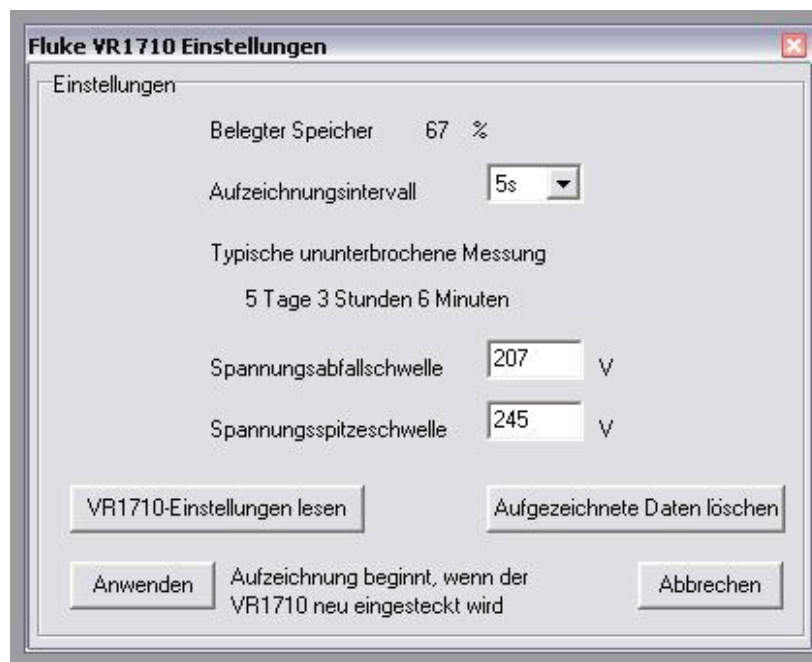 Fluke VR1710 Einstellungen
Einstellungen
Belegter Speicher 67 %
Aufzeichnungsintervall 5s
Typische ununterbrochene Messung
5 Tage 3 Stunden 6 Minuten
Spannungsabfallschwelle 207 V
Spannungsspitzeschwelle 245 V
VR1710-Einstellungen lesen Aufgezeichnete Daten löschen
Anwenden Aufzeichnung beginnt, wenn der Abbrechen
VR1710 neu eingesteckt wird